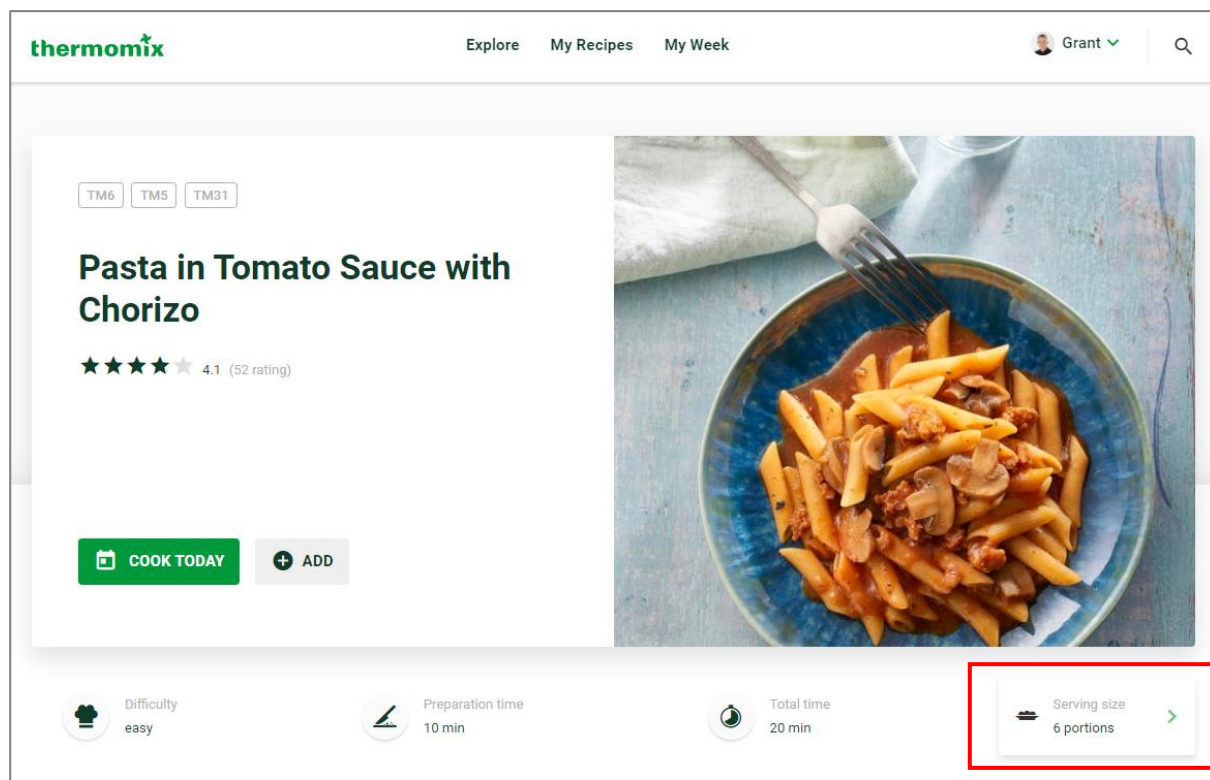 thermomix
Explore My Recipes My Week
Grant
TM6 TM5 TM31
Pasta in Tomato Sauce with
Chorizo
4.1 (52 rating)
COOK TODAY ADD
Difficulty
easy
Preparation time
10 min
Total time
20 min
Serving size
6 portions